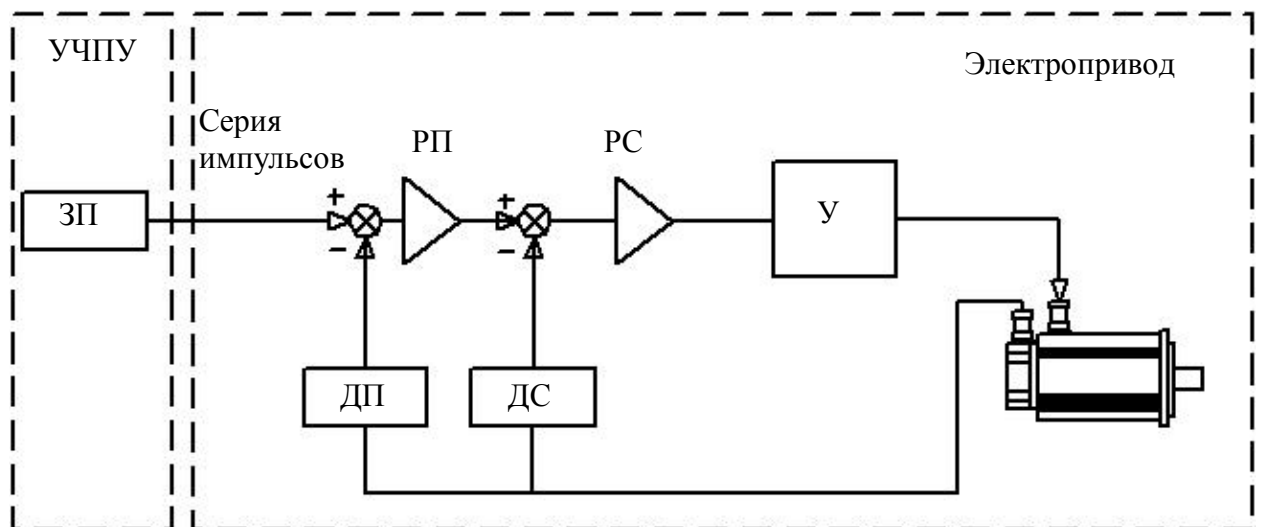 УЧПУ
Электропривод
Серия
импульсов
РП
РС
ЗП
+
−
+
−
У
ДП
ДС